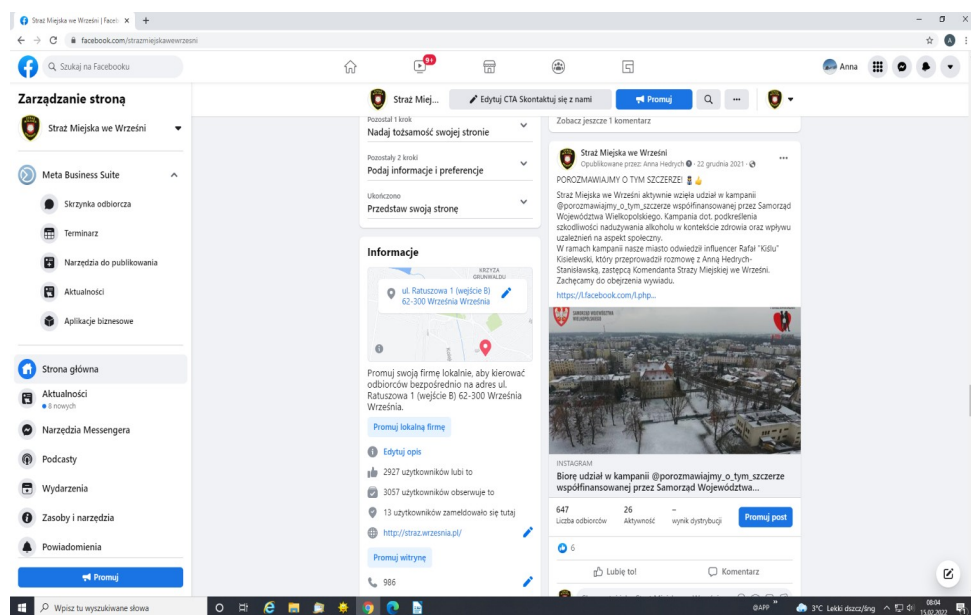 Straż Miejska we Wrześni | Faceb
facebook.com/strazmiejskawewrzesni
Szukaj na Facebooku
9+
Anna
Zarządzanie stroną
Straż Miejska we Wrześni
Meta Business Suite
Skrzynka odbiorcza
Terminarz
Narzędzia do publikowania
Aktualności
Aplikacje biznesowe
Strona główna
Aktualności
8 nowych
Narzędzia Messengera
Podcasty
Wydarzenia
Zasoby i narzędzia
Powiadomienia
Promuj
Straż Miej...
Edytuj CTA Skontaktuj się z nami
Promuj
Pozostał 1 krok
Nadaj tożsamość swojej stronie
Pozostały 2 kroki
Podaj informacje i preferencje
Ukończono
Przedstaw swoją stronę
Informacje
KRZYŻA
GRUNWALDU
ul. Ratuszowa 1 (wejście B)
62-300 Września Września
Promuj swoją firmę lokalnie, aby kierować
odbiorców bezpośrednio na adres ul.
Ratuszowa 1 (wejście B) 62-300 Września
Września.
Promuj lokalną firmę
Edytuj opis
2927 użytkowników lubi to
3057 użytkowników obserwuje to
13 użytkowników zameldowało się tutaj
http://straz.wrzesnia.pl/
Promuj witrynę
986
Zobacz jeszcze 1 komentarz
Straż Miejska we Wrześni
Opublikowane przez: Anna Hedrych · 22 grudnia 2021 ·
POROZMAWIAJMY O TYM SZCZERZE!
Straż Miejska we Wrześni aktywnie wzięła udział w kampanii
@porozmawiajmy_o_tym_szczerze współfinansowanej przez Samorząd
Województwa Wielkopolskiego. Kampania dot. podkreślenia
szkodliwości nadużywania alkoholu w kontekście zdrowia oraz wpływu
uzależnień na aspekt społeczny.
W ramach kampanii nasze miasto odwiedził influencer Rafał "Kiślu"
Kisielewski, który przeprowadził rozmowę z Anną Hedrych-
Stanisławską, zastępcą Komendanta Straży Miejskiej we Wrześni.
Zachęcamy do obejrzenia wywiadu.
https://l.facebook.com/l.php...
SAMORZĄD WOJEWÓDZTWA
WIELKOPOLSKIEGO
INSTAGRAM
Biorę udział w kampanii @porozmawiajmy_o_tym_szczerze
współfinansowanej przez Samorząd Województwa...
647
Liczba odbiorców
26
Aktywność
–
wynik dystrybucji
Promuj post
6
Lubię to!
Komentarz
Wpisz tu wyszukiwane słowa
DAPP
3°C Lekki deszcz/śnieg
08:04
15.02.2022